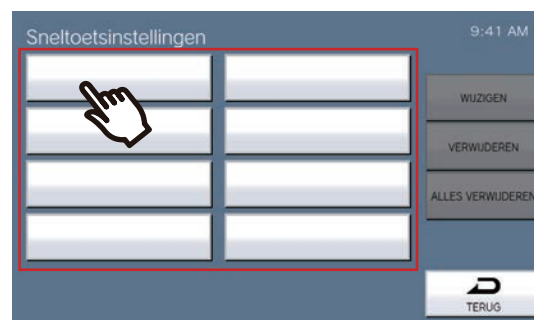 Sneltoetsinstellingen
9:41 AM
WIJZIGEN
VERWIJDEREN
ALLES VERWIJDEREN
TERUG